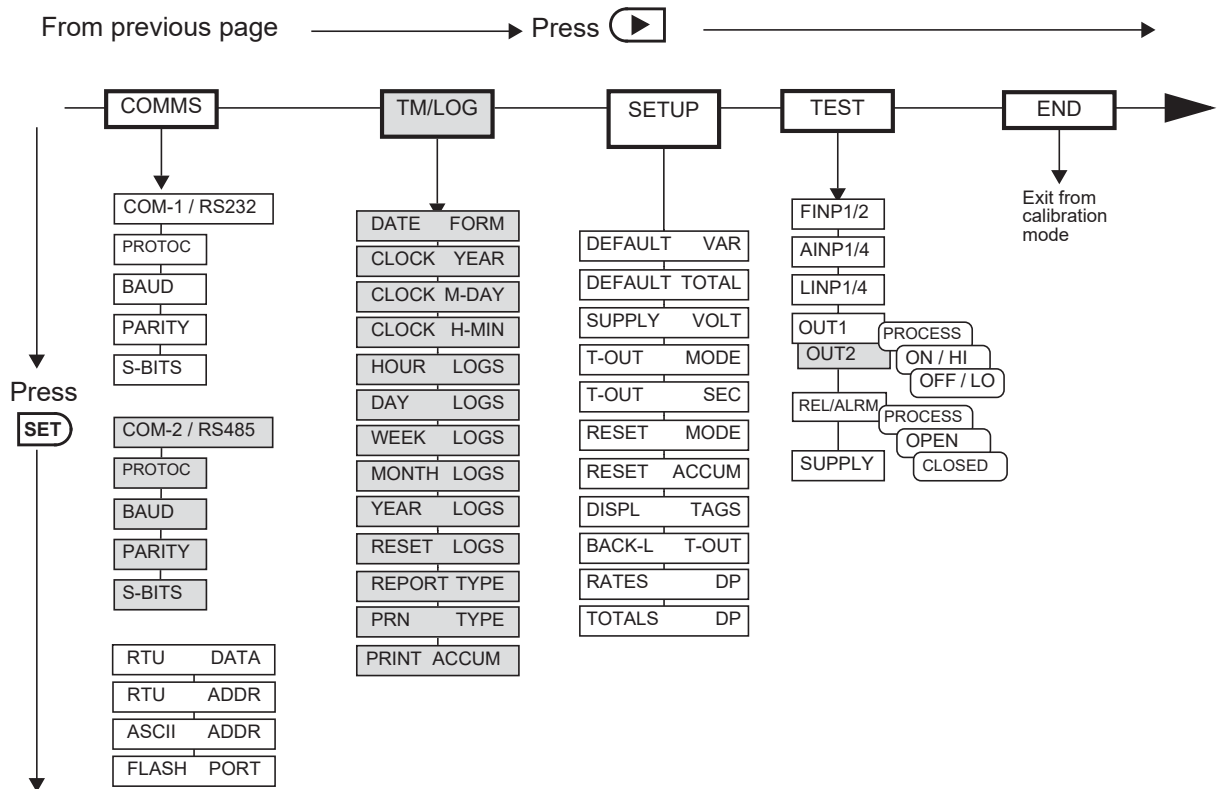 From previous page
Press
COMMS
TM/LOG
SETUP
TEST
END
COM-1 / RS232
PROTOC
BAUD
PARITY
S-BITS
Press
SET
COM-2 / RS485
PROTOC
BAUD
PARITY
S-BITS
RTU DATA
RTU ADDR
ASCII ADDR
FLASH PORT
DATE FORM
CLOCK YEAR
CLOCK M-DAY
CLOCK H-MIN
HOUR LOGS
DAY LOGS
WEEK LOGS
MONTH LOGS
YEAR LOGS
RESET LOGS
REPORT TYPE
PRN TYPE
PRINT ACCUM
DEFAULT VAR
DEFAULT TOTAL
SUPPLY VOLT
T-OUT MODE
T-OUT SEC
RESET MODE
RESET ACCUM
DISPL TAGS
BACK-L T-OUT
RATES DP
TOTALS DP
FINP1/2
AINP1/4
LINP1/4
OUT1
OUT2
PROCESS
ON / HI
OFF / LO
REL/ALRM
PROCESS
OPEN
CLOSED
SUPPLY
Exit from
calibration
mode